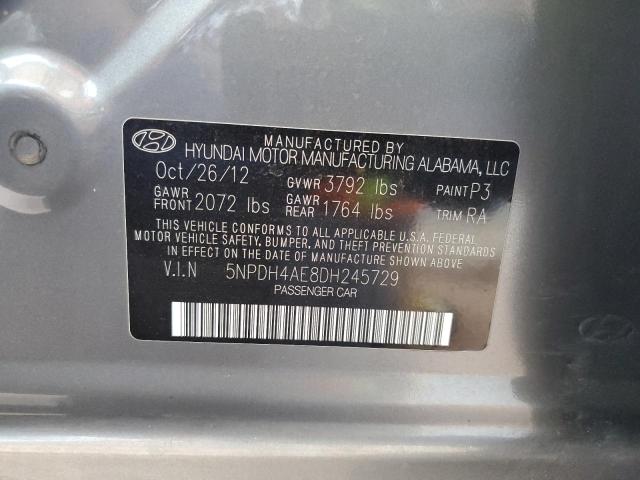 MANUFACTURED BY
HYUNDAI MOTOR MANUFACTURING ALABAMA, LLC
Oct/26/12 GVWR 3792 lbs PAINT P3
GAWR FRONT 2072 lbs GAWR REAR 1764 lbs TRIM RA
THIS VEHICLE CONFORMS TO ALL APPLICABLE U.S.A. FEDERAL
MOTOR VEHICLE SAFETY, BUMPER, AND THEFT PREVENTION STANDARDS
IN EFFECT ON THE DATE OF MANUFACTURE SHOWN ABOVE.
V.I.N 5NPDH4AE8DH245729
PASSENGER CAR